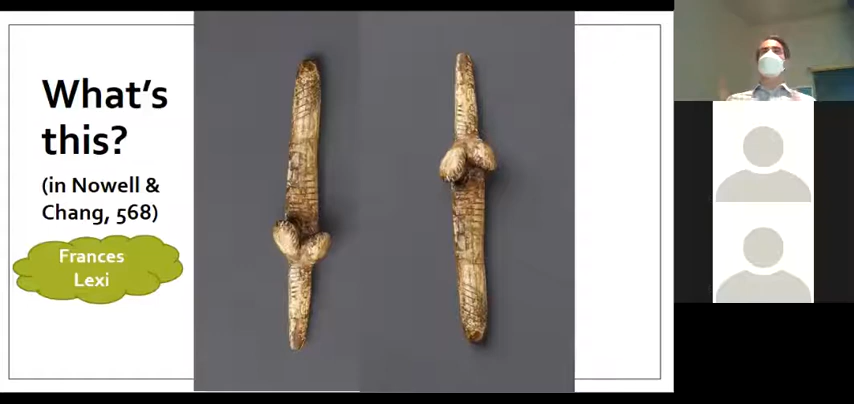 What's
this?
(in Nowell &
Chang, 568)
Frances
Lexi